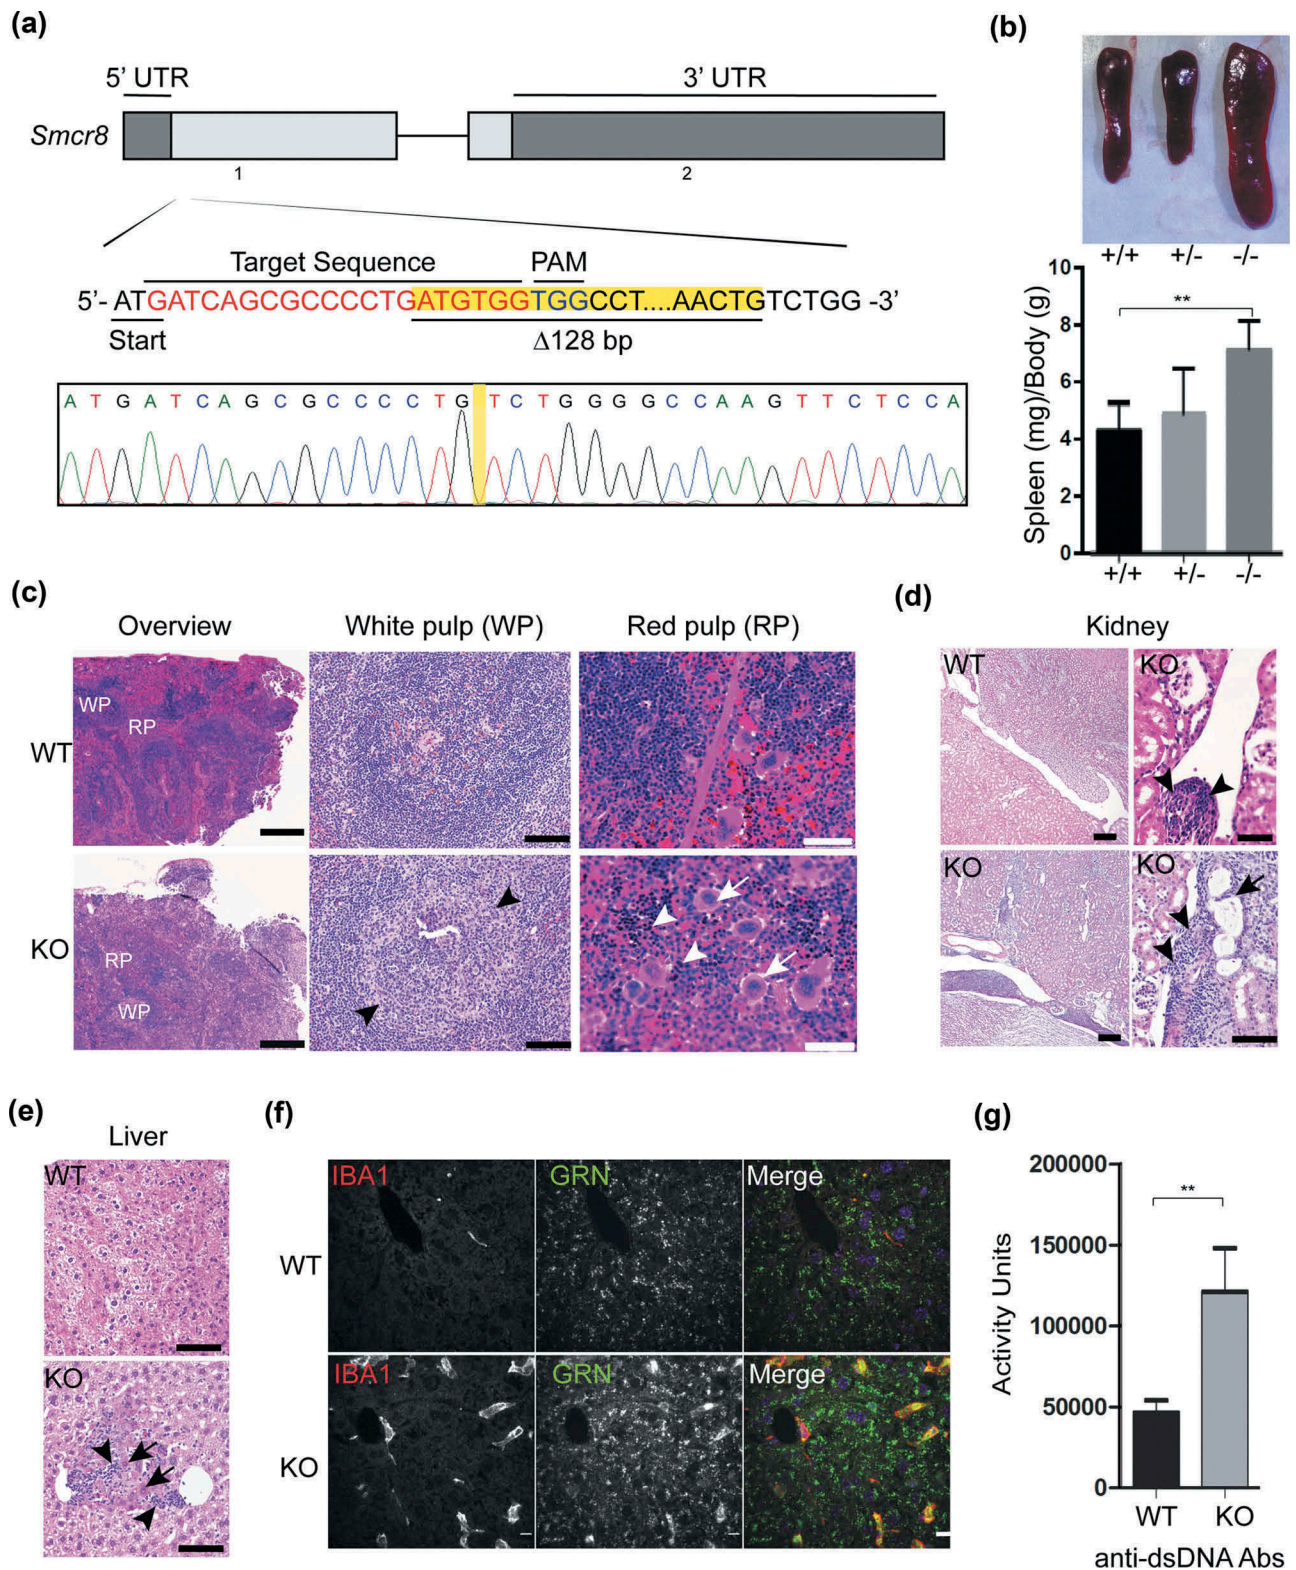 (a)
5’ UTR
3’ UTR
Smcr8
1
2
Target Sequence
PAM
5’- ATGATCAGCGCCCCTGATGTGGTGGCCT....AACTGTCTGG -3’
Start
Δ128 bp
A T G A T C A G C G C C C C T G T C T G G G G C C A A G T T C T C C A
(b)
+/+ +/- -/-
Spleen (mg)/Body (g)
10
8
6
4
2
0
**
+/+ +/- -/-
(c)
Overview
White pulp (WP)
Red pulp (RP)
WT
WP
RP
KO
RP
WP
(d)
Kidney
WT
KO
KO
KO
(e)
Liver
WT
KO
(f)
IBA1
GRN
Merge
WT
IBA1
GRN
Merge
KO
(g)
Activity Units
200000
150000
100000
50000
0
**
WT KO
anti-dsDNA Abs